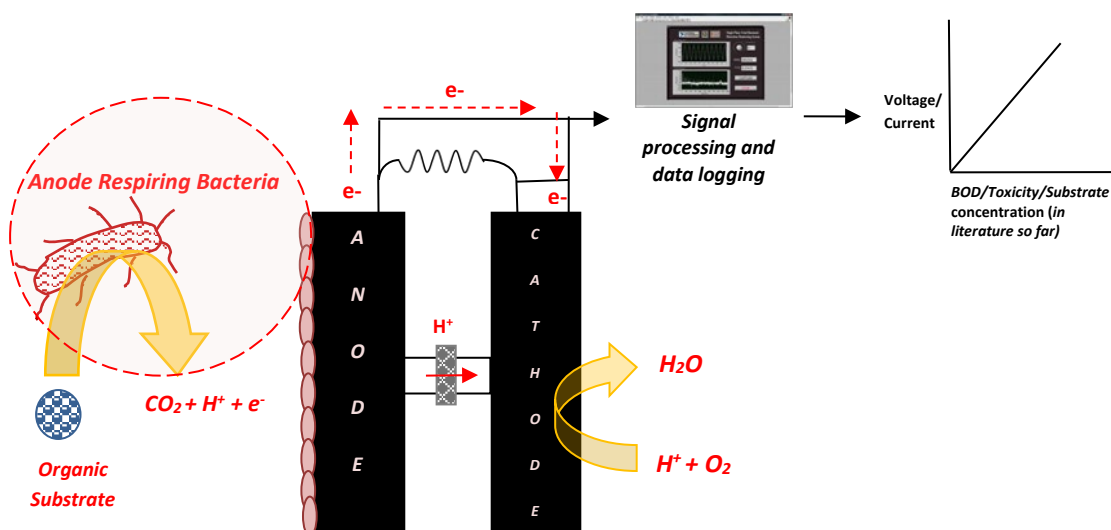 Anode Respiring Bacteria
Organic
Substrate
CO₂ + H⁺ + e⁻
e-
e-
e-
A
N
O
D
E
H⁺
C
A
T
H
O
D
E
H₂O
H⁺ + O₂
Signal
processing and
data logging
Voltage/
Current
BOD/Toxicity/Substrate
concentration (in
literature so far)